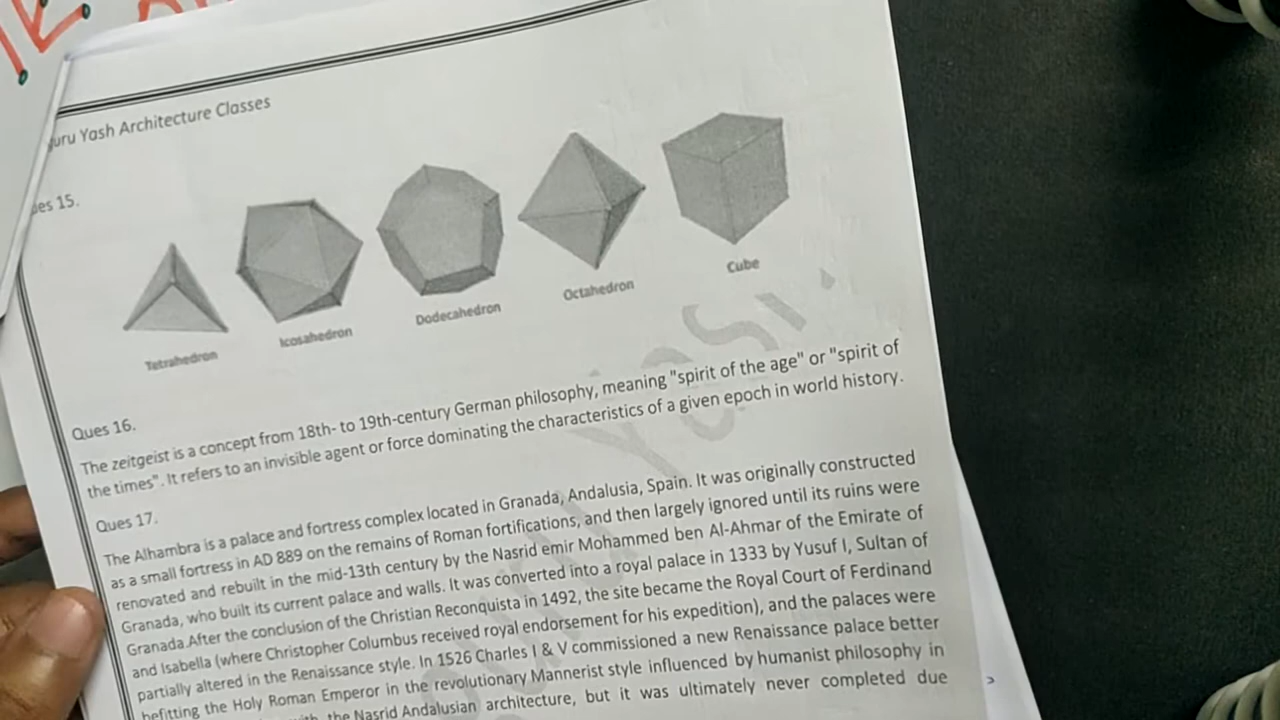 uru Yash Architecture Classes
es 15.
Tetrahedron
Icosahedron
Dodecahedron
Octahedron
Cube
Ques 16.
The zeitgeist is a concept from 18th- to 19th-century German philosophy, meaning "spirit of the age" or "spirit of
the times". It refers to an invisible agent or force dominating the characteristics of a given epoch in world history.
Ques 17.
The Alhambra is a palace and fortress complex located in Granada, Andalusia, Spain. It was originally constructed
as a small fortress in AD 889 on the remains of Roman fortifications, and then largely ignored until its ruins were
renovated and rebuilt in the mid-13th century by the Nasrid emir Mohammed ben Al-Ahmar of the Emirate of
Granada, who built its current palace and walls. It was converted into a royal palace in 1333 by Yusuf I, Sultan of
Granada.After the conclusion of the Christian Reconquista in 1492, the site became the Royal Court of Ferdinand
and Isabella (where Christopher Columbus received royal endorsement for his expedition), and the palaces were
partially altered in the Renaissance style. In 1526 Charles I & V commissioned a new Renaissance palace better
befitting the Holy Roman Emperor in the revolutionary Mannerist style influenced by humanist philosophy in
the Nasrid Andalusian architecture, but it was ultimately never completed due